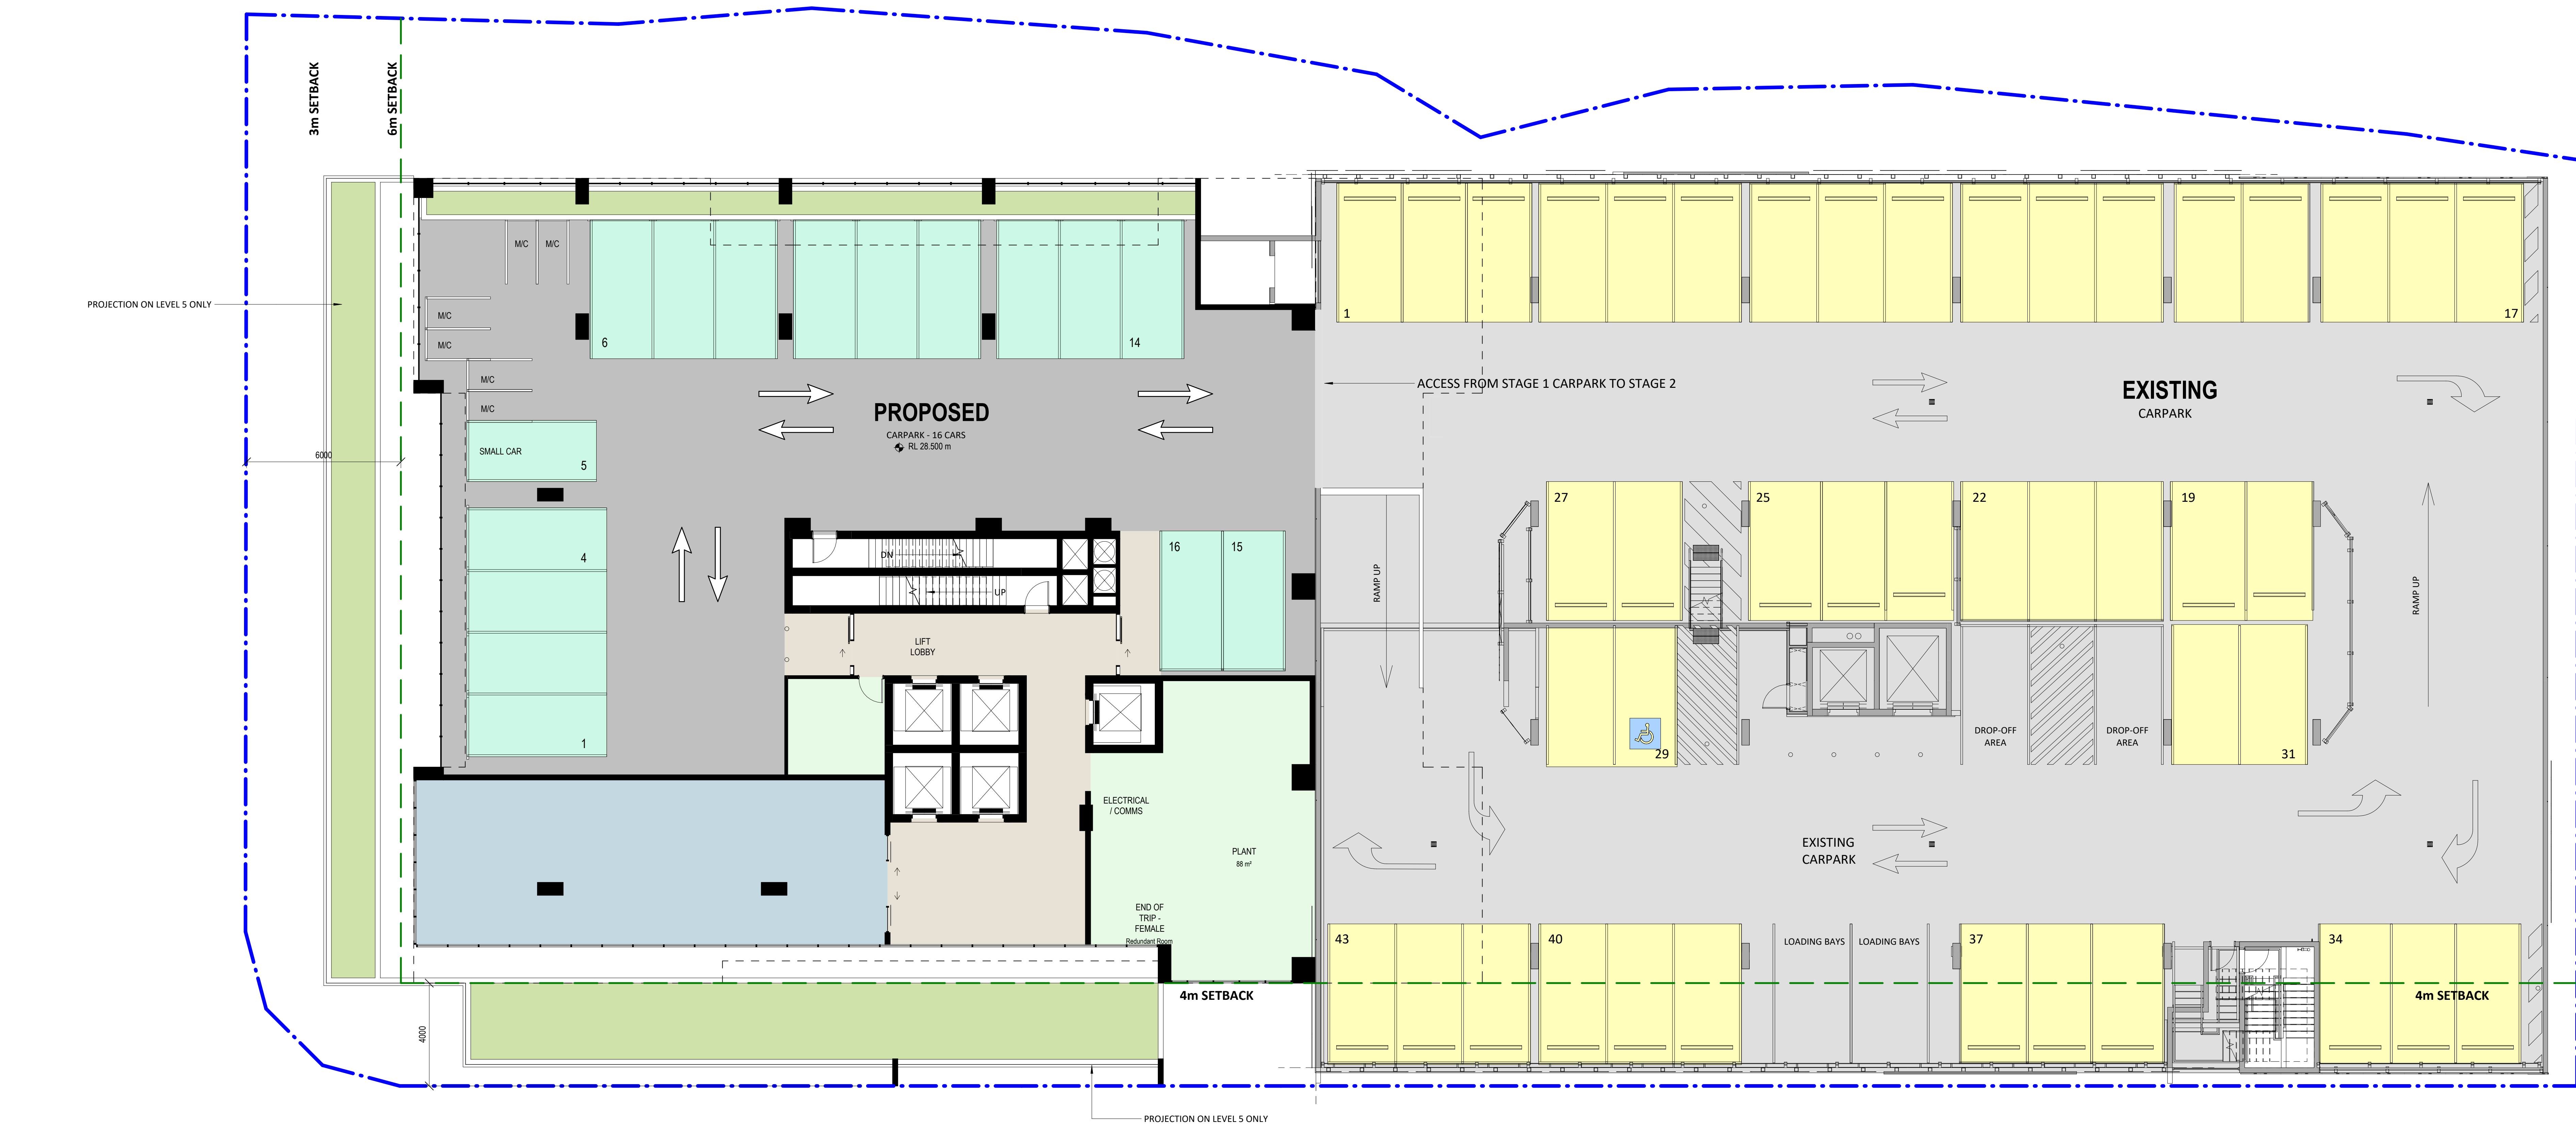 3m SETBACK
6m SETBACK
PROJECTION ON LEVEL 5 ONLY
M/C
M/C
M/C
M/C
M/C
M/C
SMALL CAR
5
6
14
4
1
6000
PROPOSED
CARPARK - 16 CARS
RL 28.500 m
DN
UP
16
15
LIFT
LOBBY
ELECTRICAL
/ COMMS
PLANT
88 m²
END OF
TRIP -
FEMALE
Redundant Room
4000
4m SETBACK
PROJECTION ON LEVEL 5 ONLY
1
17
ACCESS FROM STAGE 1 CARPARK TO STAGE 2
EXISTING
CARPARK
27
25
22
19
RAMP UP
RAMP UP
29
DROP-OFF
AREA
DROP-OFF
AREA
31
EXISTING
CARPARK
43
40
LOADING BAYS
LOADING BAYS
37
34
4m SETBACK